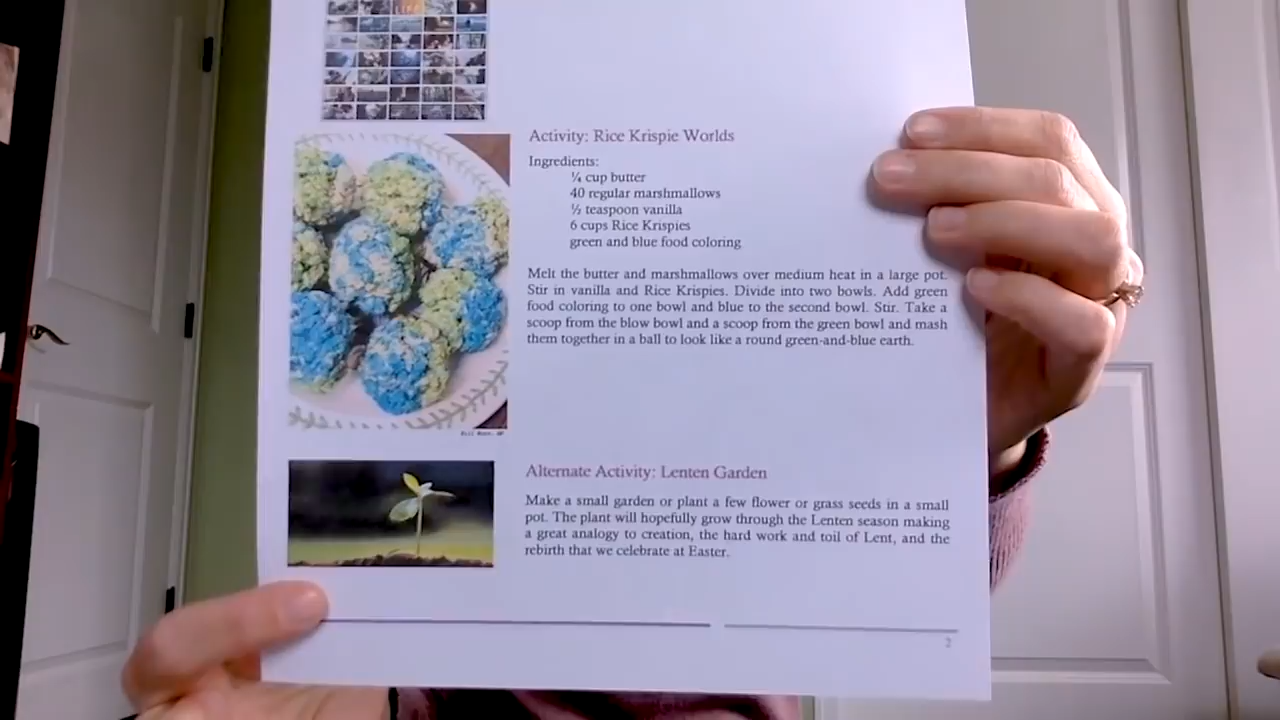 LIFE
Activity: Rice Krispie Worlds
Ingredients:
¼ cup butter
40 regular marshmallows
½ teaspoon vanilla
6 cups Rice Krispies
green and blue food coloring
Melt the butter and marshmallows over medium heat in a large pot.
Stir in vanilla and Rice Krispies. Divide into two bowls. Add green
food coloring to one bowl and blue to the second bowl. Stir. Take a
scoop from the blow bowl and a scoop from the green bowl and mash
them together in a ball to look like a round green-and-blue earth.
Alternate Activity: Lenten Garden
Make a small garden or plant a few flower or grass seeds in a small
pot. The plant will hopefully grow through the Lenten season making
a great analogy to creation, the hard work and toil of Lent, and the
rebirth that we celebrate at Easter.
2